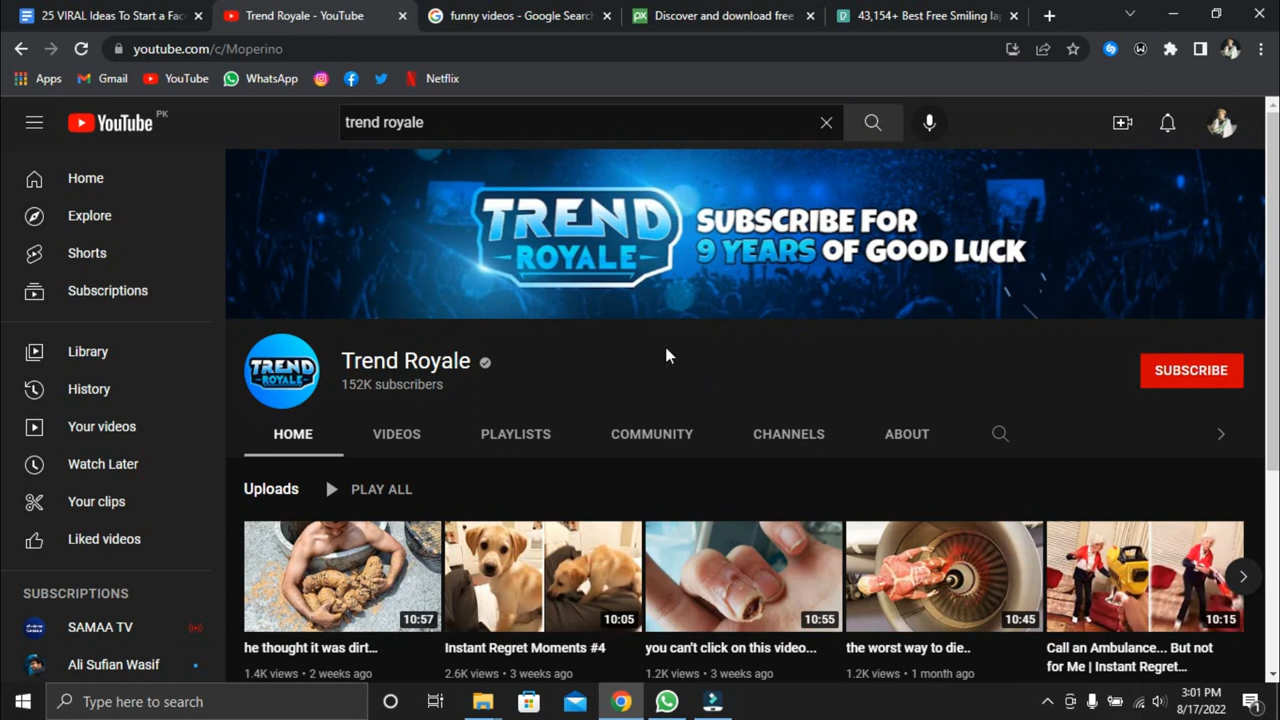 25 VIRAL Ideas To Start a Fac
Trend Royale - YouTube
funny videos - Google Search
Discover and download free
43,154+ Best Free Smiling la
youtube.com/c/Moperino
Apps
Gmail
YouTube
WhatsApp
Netflix
YouTube PK
trend royale
Home
Explore
Shorts
Subscriptions
Library
History
Your videos
Watch Later
Your clips
Liked videos
SUBSCRIPTIONS
SAMAA TV
Ali Sufian Wasif
TREND
ROYALE
SUBSCRIBE FOR
9 YEARS OF GOOD LUCK
TREND
ROYALE
Trend Royale
152K subscribers
SUBSCRIBE
HOME
VIDEOS
PLAYLISTS
COMMUNITY
CHANNELS
ABOUT
Uploads
PLAY ALL
10:57
he thought it was dirt...
1.4K views • 2 weeks ago
10:05
Instant Regret Moments #4
2.6K views • 3 weeks ago
10:55
you can't click on this video...
1.2K views • 3 weeks ago
10:45
the worst way to die..
1.2K views • 1 month ago
10:15
Call an Ambulance... But not
for Me | Instant Regret...
Type here to search
3:01 PM
8/17/2022
1